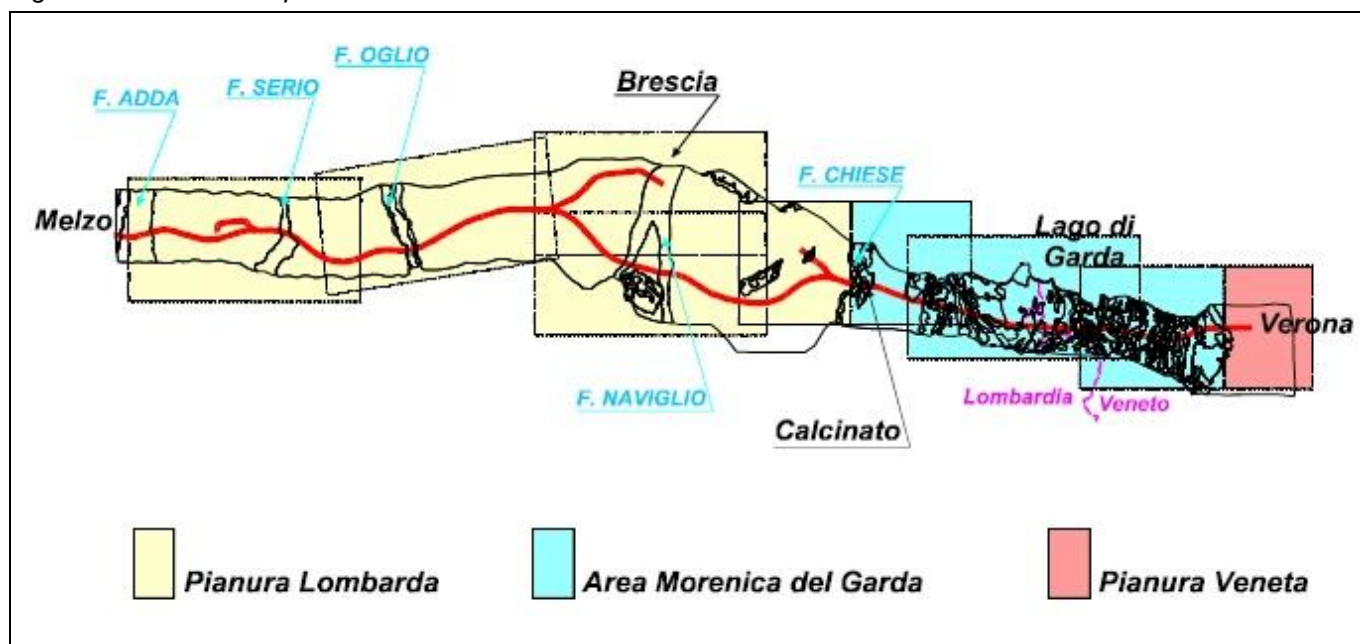 F. OGLIO
Brescia
F. SERIO
F. ADDA
F. CHIESE
Melzo
Lago di
Garda
Verona
F. NAVIGLIO
Lombardia
Veneto
Calcinato
Pianura Lombarda
Area Morenica del Garda
Pianura Veneta